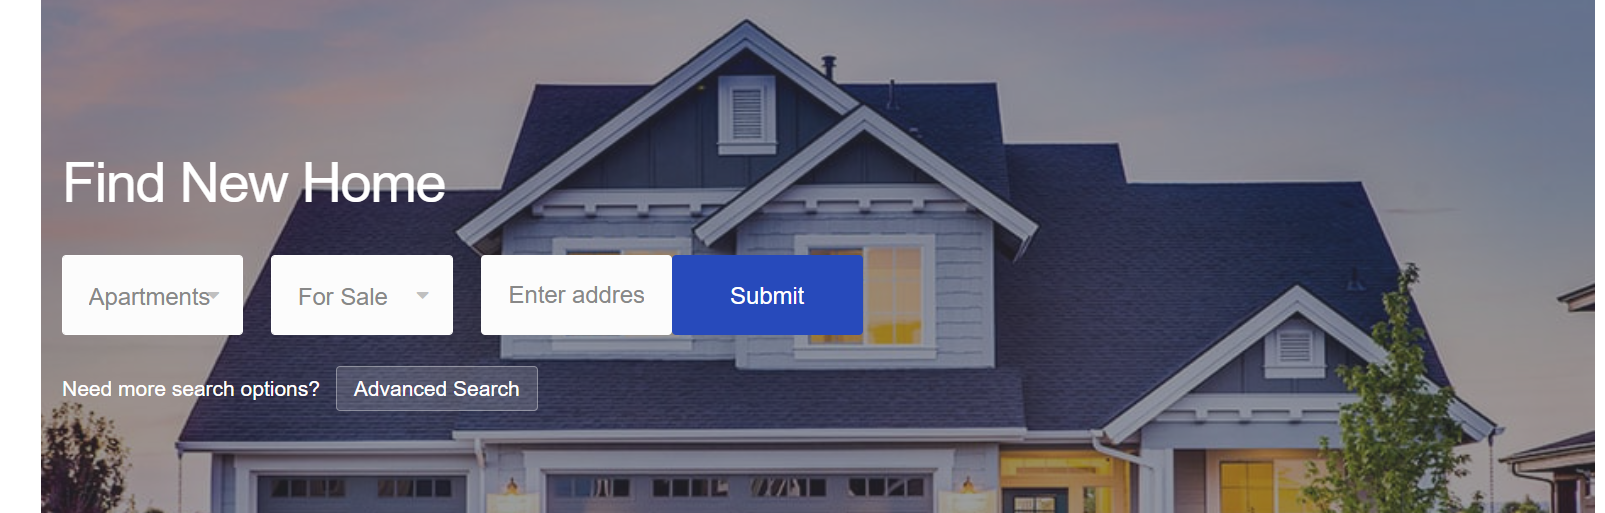 Find New Home
Apartments
For Sale
Enter addres
Submit
Need more search options?
Advanced Search